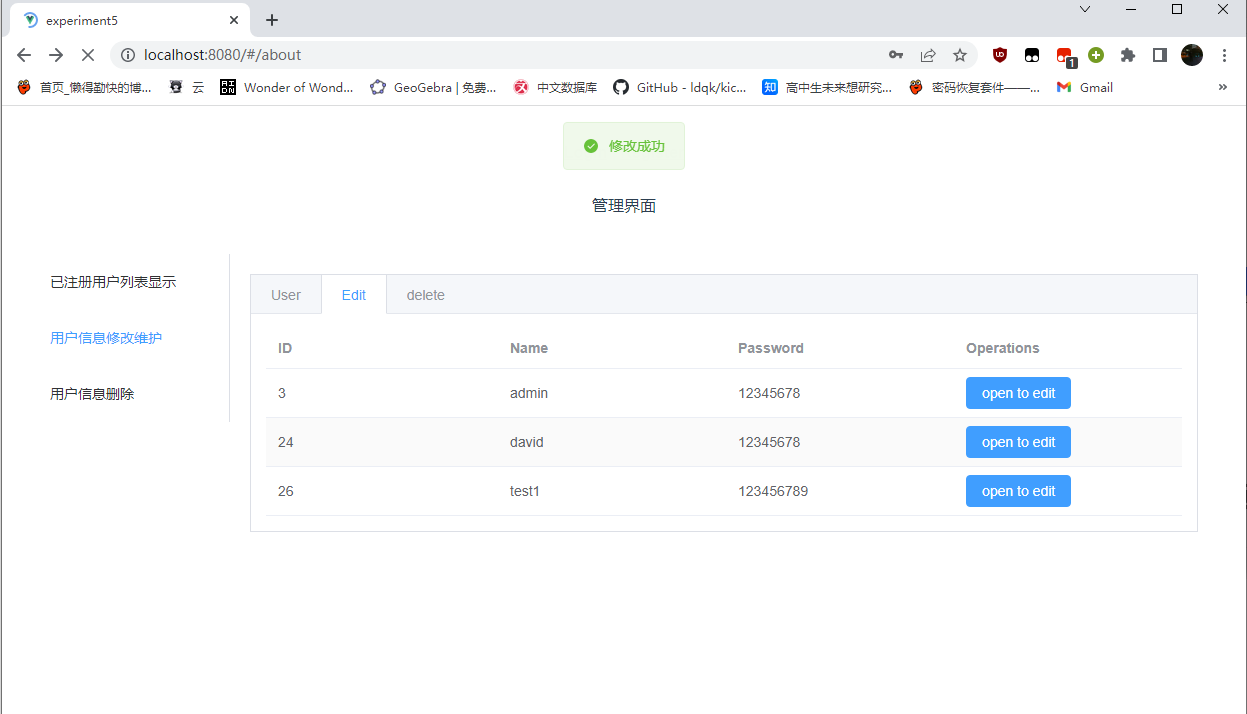 experiment5
localhost:8080/#/about
1
首页_懒得勤快的博...
云
Wonder of Wond...
GeoGebra | 免费...
中文数据库
GitHub - ldqk/kic...
知
高中生未来想研究...
密码恢复套件——...
Gmail
修改成功
管理界面
已注册用户列表显示
用户信息修改维护
用户信息删除
User Edit delete
ID Name Password Operations
3 admin 12345678 open to edit
24 david 12345678 open to edit
26 test1 123456789 open to edit